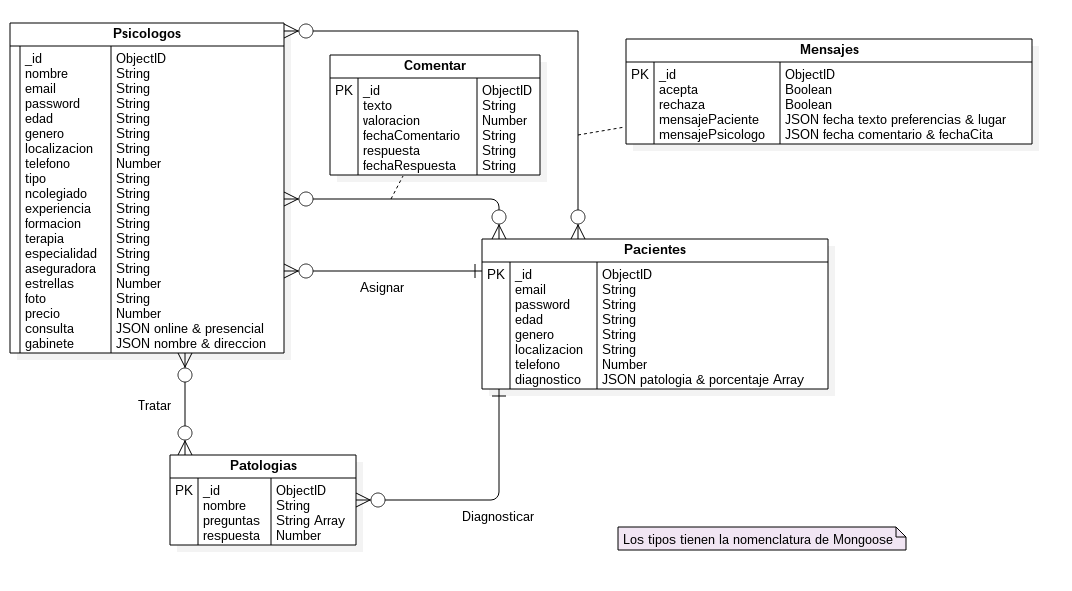 Psicologos
_id ObjectID
nombre String
email String
password String
edad String
genero String
localizacion String
telefono Number
tipo String
ncolegiado String
experiencia String
formacion String
terapia String
especialidad String
aseguradora String
estrellas Number
foto String
precio Number
consulta JSON online & presencial
gabinete JSON nombre & direccion
Comentar
PK _id ObjectID
texto String
valoracion Number
fechaComentario String
respuesta String
fechaRespuesta String
Mensajes
PK _id ObjectID
acepta Boolean
rechaza Boolean
mensajePaciente JSON fecha texto preferencias & lugar
mensajePsicologo JSON fecha comentario & fechaCita
Asignar
Pacientes
PK _id ObjectID
email String
password String
edad String
genero String
localizacion String
telefono Number
diagnostico JSON patologia & porcentaje Array
Tratar
Patologias
PK _id ObjectID
nombre String
preguntas String Array
respuesta Number
Diagnosticar
Los tipos tienen la nomenclatura de Mongoose